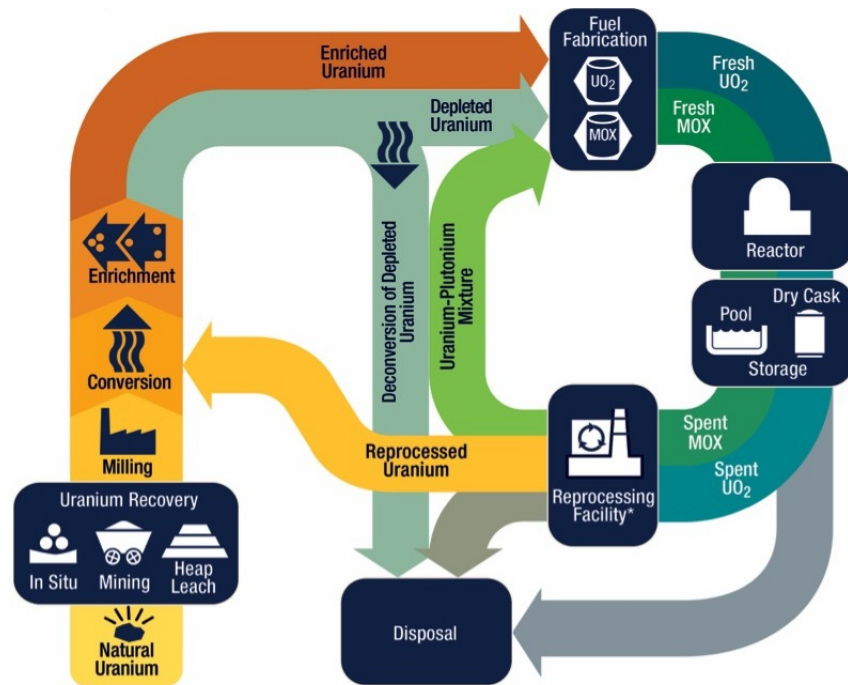 Enriched
Uranium
Depleted
Uranium
Fuel
Fabrication
UO₂
MOX
Fresh
UO₂
Fresh
MOX
Reactor
Dry Cask
Pool
Storage
Spent
MOX
Spent
UO₂
Reprocessing
Facility*
Uranium-Plutonium
Mixture
Deconversion of Depleted
Uranium
Reprocessed
Uranium
Enrichment
Conversion
Milling
Uranium Recovery
In Situ
Mining
Heap
Leach
Natural
Uranium
Disposal